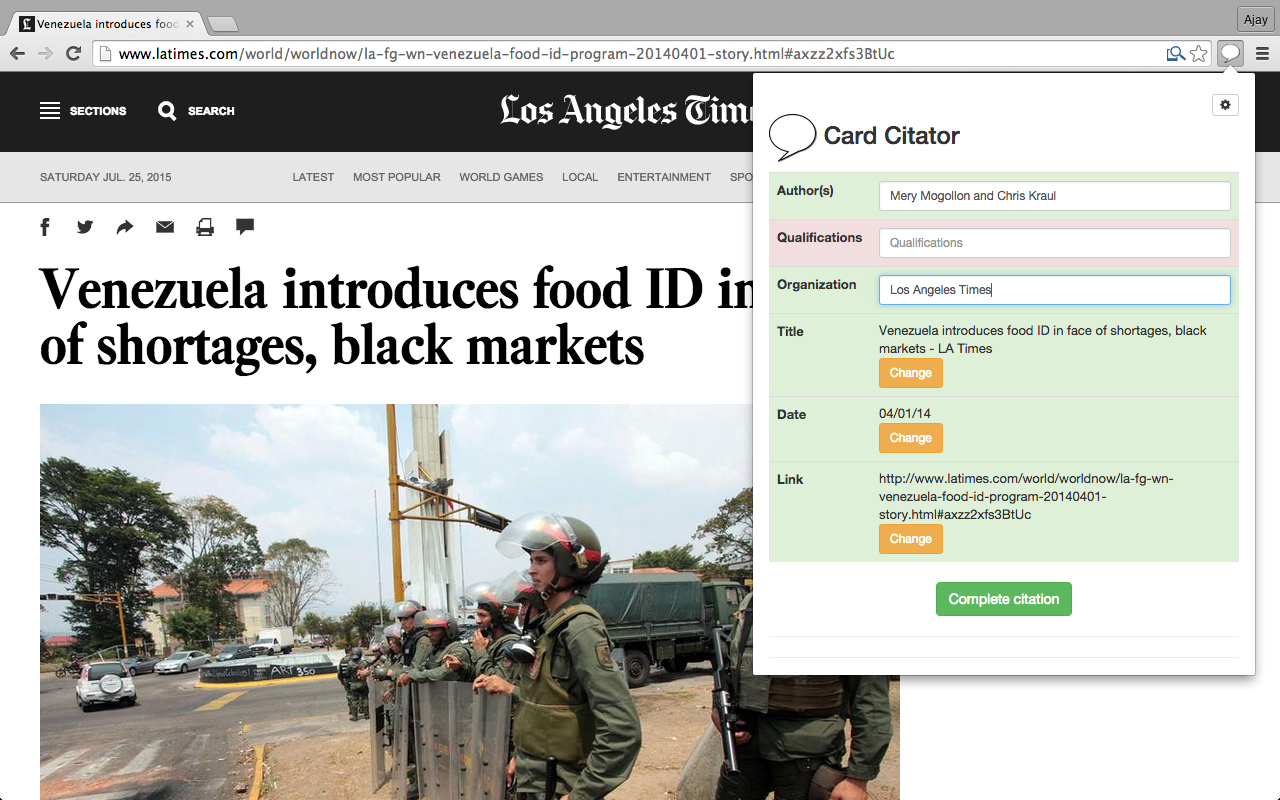 Venezuela introduces food
Ajay
www.latimes.com/world/worldnow/la-fg-wn-venezuela-food-id-program-20140401-story.html#axzz2xfs3BtUc
SECTIONS
SEARCH
Los Angeles Time
SATURDAY JUL. 25, 2015
LATEST
MOST POPULAR
WORLD GAMES
LOCAL
ENTERTAINMENT
SPO
Venezuela introduces food ID in
of shortages, black markets
ART 350
Card Citator
Author(s)
Mery Mogollon and Chris Kraul
Qualifications
Qualifications
Organization
Los Angeles Times
Title
Venezuela introduces food ID in face of shortages, black
markets - LA Times
Change
Date
04/01/14
Change
Link
http://www.latimes.com/world/worldnow/la-fg-wn-
venezuela-food-id-program-20140401-
story.html#axzz2xfs3BtUc
Change
Complete citation